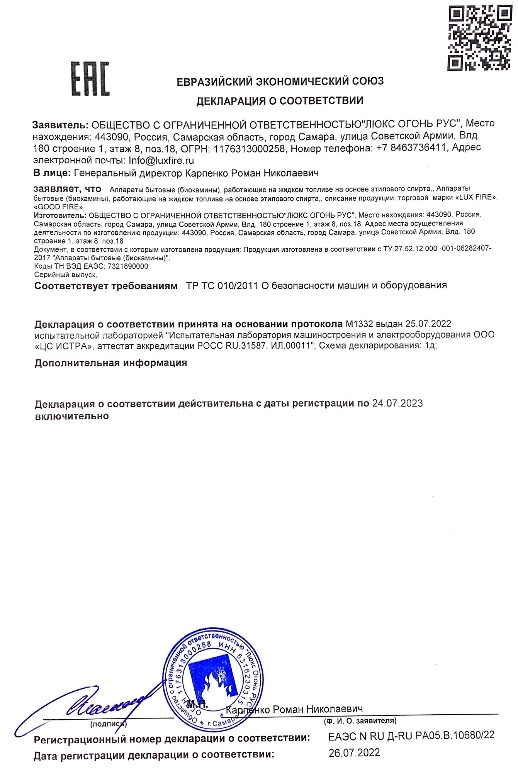 ЕАС
ЕВРАЗИЙСКИЙ ЭКОНОМИЧЕСКИЙ СОЮЗ
ДЕКЛАРАЦИЯ О СООТВЕТСТВИИ
Заявитель: ОБЩЕСТВО С ОГРАНИЧЕННОЙ ОТВЕТСТВЕННОСТЬЮ"ЛЮКС ОГОНЬ РУС", Место
нахождения: 443090, Россия, Самарская область, город Самара, улица Советской Армии, Влд.
180 строение 1, этаж 8, поз.18, ОГРН: 1176313000258, Номер телефона: +7 8463736411, Адрес
электронной почты: Info@luxfire.ru
В лице: Генеральный директор Карпенко Роман Николаевич
заявляет, что Аппараты бытовые (биокамины), работающие на жидком топливе на основе этилового спирта,, Аппараты
бытовые (биокамины), работающие на жидком топливе на основе этилового спирта,, описание продукции: торговой марки «LUX FIRE»,
«GOOD FIRE»
Изготовитель: ОБЩЕСТВО С ОГРАНИЧЕННОЙ ОТВЕТСТВЕННОСТЬЮ"ЛЮКС ОГОНЬ РУС", Место нахождения: 443090, Россия,
Самарская область, город Самара, улица Советской Армии, Влд. 180 строение 1, этаж 8, поз.18, Адрес места осуществления
деятельности по изготовлению продукции: 443090, Россия, Самарская область, город Самара, улица Советской Армии, Влд. 180
строение 1, этаж 8, поз.18
Документ, в соответствии с которым изготовлена продукция: Продукция изготовлена в соответствии с ТУ 27.52.12.000 -001-06282407-
2017 "Аппараты бытовые (биокамины)".
Коды ТН ВЭД ЕАЭС: 7321890000
Серийный выпуск,
Соответствует требованиям ТР ТС 010/2011 О безопасности машин и оборудования
Декларация о соответствии принята на основании протокола М1332 выдан 25.07.2022
испытательной лабораторией "Испытательная лаборатория машиностроения и электрооборудования ООО
«ЦС ИСТРА», аттестат аккредитации РОСС RU.31587. ИЛ.00011"; Схема декларирования: 1д;
Дополнительная информация
Декларация о соответствии действительна с даты регистрации по 24.07.2023
включительно
М.П.
Карпенко Роман Николаевич
(подпись)
(Ф. И. О. заявителя)
Регистрационный номер декларации о соответствии: ЕАЭС N RU Д-RU.РА05.В.10680/22
Дата регистрации декларации о соответствии: 26.07.2022